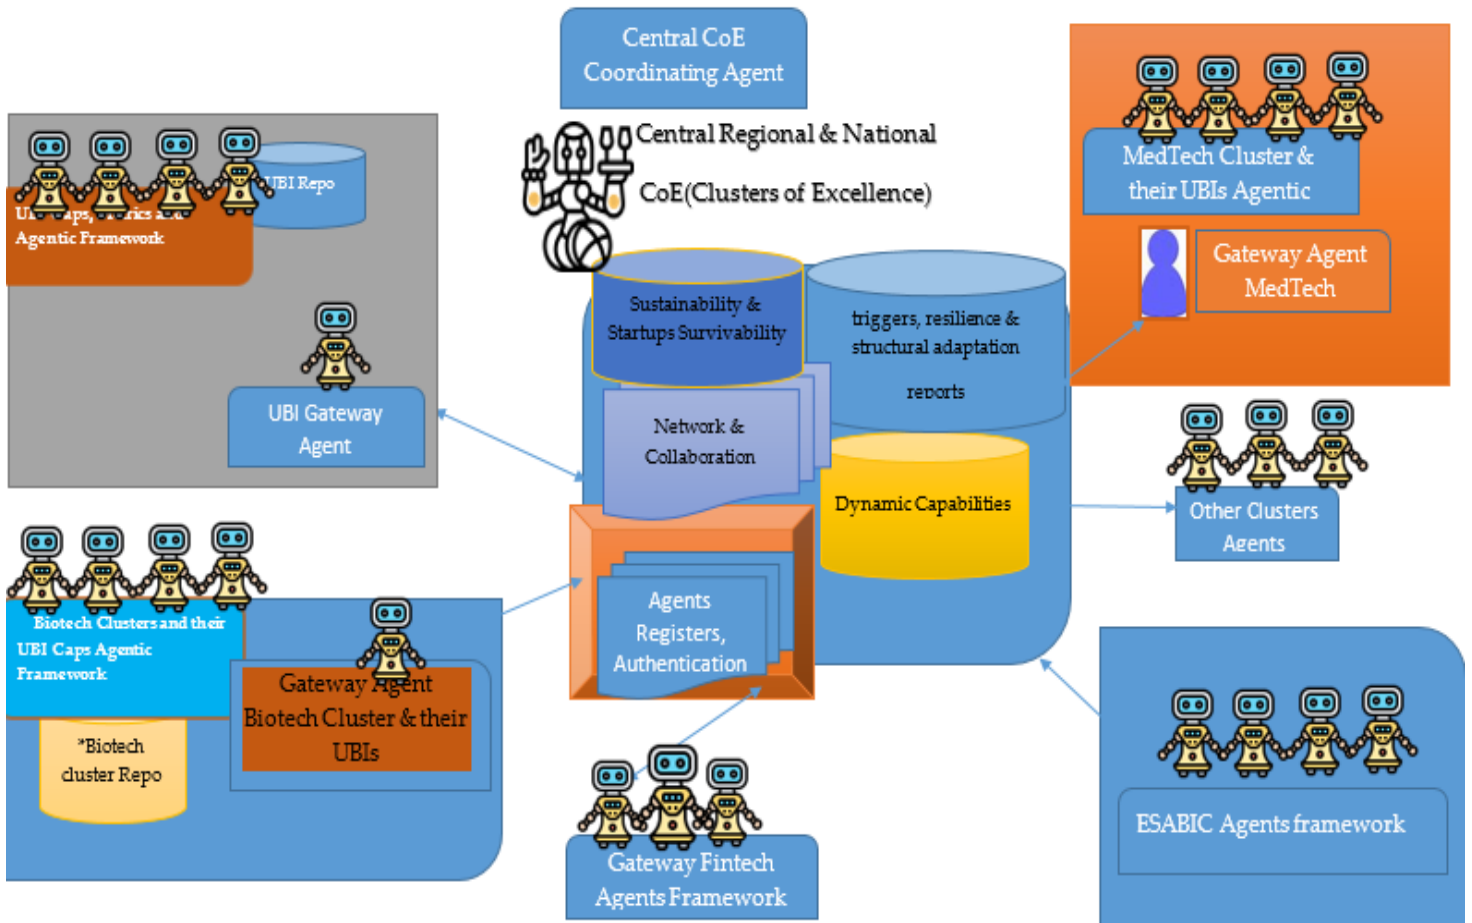 Central CoE
Coordinating Agent
Central Regional & National
CoE(Clusters of Excellence)
MedTech Cluster &
their UBIs Agentic
Gateway Agent
MedTech
UBI Repo
Agentic Framework
UBI Gateway
Agent
Sustainability &
Startups Survivability
triggers, resilience &
structural adaptation
reports
Network &
Collaboration
Dynamic Capabilities
Other Clusters
Agents
Agents
Registers,
Authentication
Biotech Clusters and their
UBI Caps Agentic
Framework
Gateway Agent
Biotech Cluster & their
UBIs
*Biotech
cluster Repo
Gateway Fintech
Agents Framework
ESABIC Agents framework